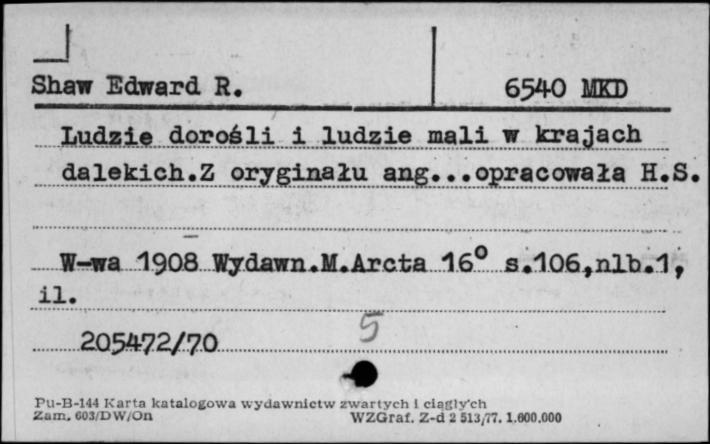 Shaw Edward R.
6540 MKD
Ludzie dorośli i ludzie mali w krajach
dalekich.Z oryginału ang...opracowała H.S.
W-wa 1908 Wydawn.M.Arcta 16° s.106,nlb.1,
il.
205472/70
5
Pu-B-144 Karta katalogowa wydawnictw zwartych i ciągłych
Zam. 603/DW/On WZGraf. Z-d 2 513/77. 1.600.000